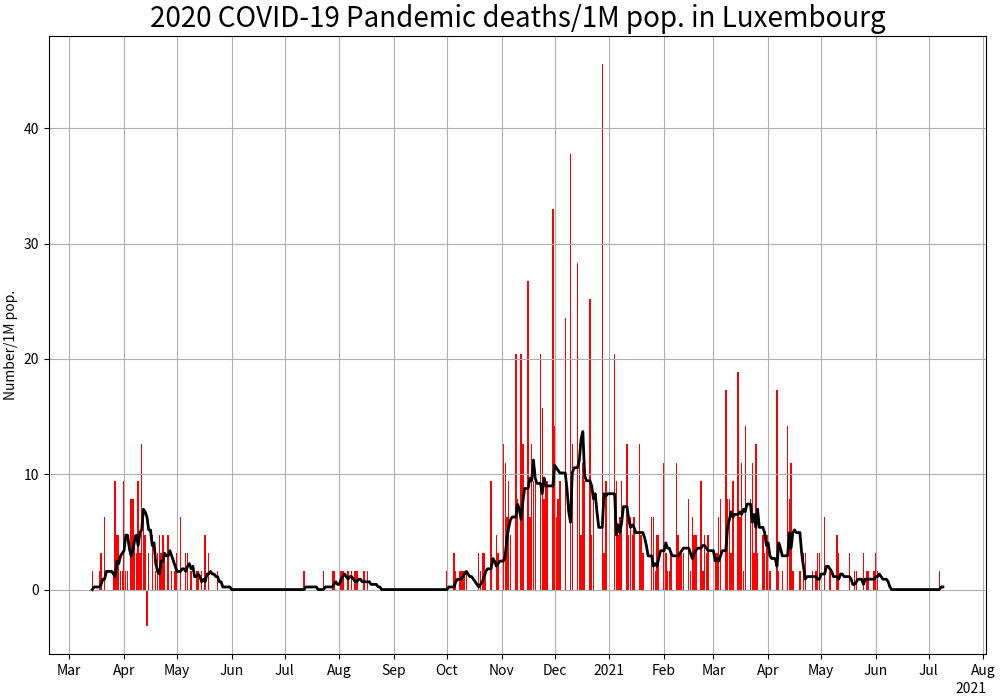 2020 COVID-19 Pandemic deaths/1M pop. in Luxembourg
Number/1M pop.
40
30
20
10
0
Mar Apr May Jun Jul Aug Sep Oct Nov Dec 2021 Feb Mar Apr May Jun Jul Aug
2021